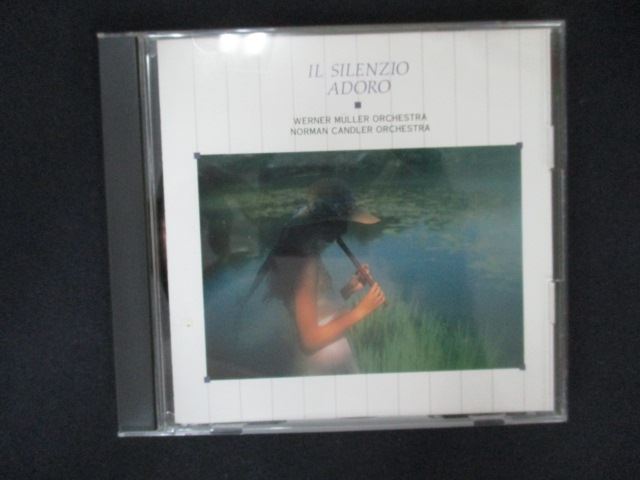 IL SILENZIO
ADORO
WERNER MULLER ORCHESTRA
NORMAN CANDLER ORCHESTRA